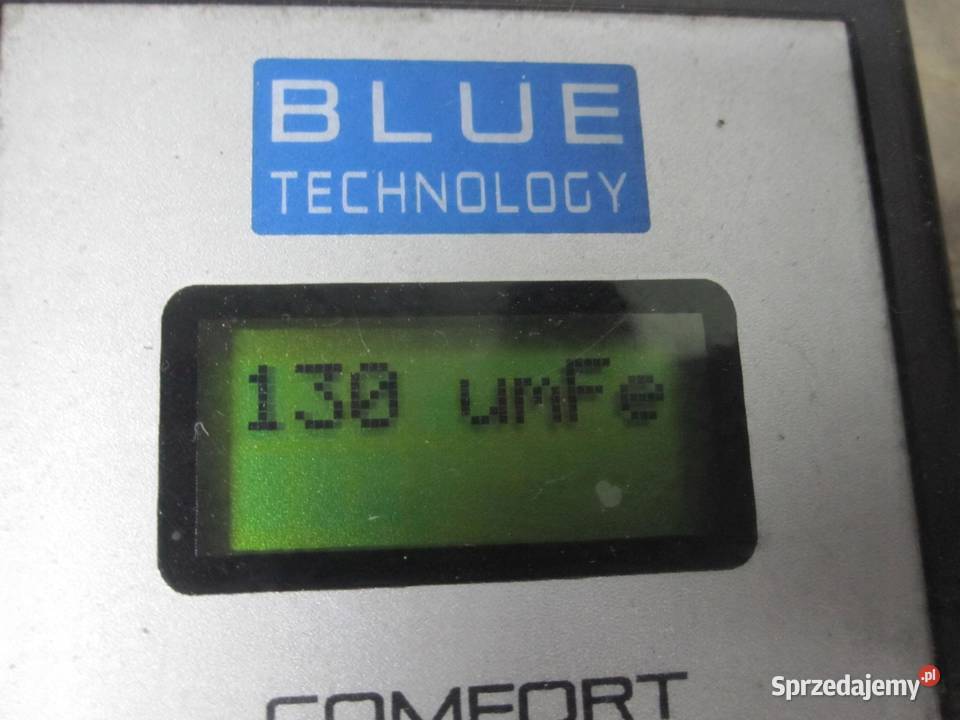 BLUE
TECHNOLOGY
130 umFe
COMFORT
Sprzedajemy.pl